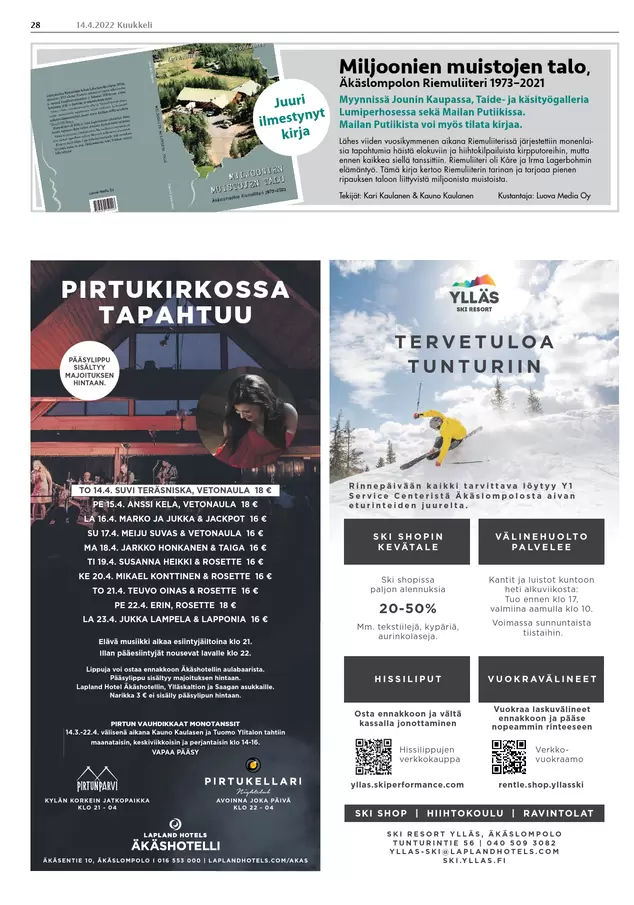 28
14.4.2022 Kuukkeli
MILJOONIEN
MUISTOJEN TALO
Äkäslompolon Riemuliiteri 1973–2021
Juuri
ilmestynyt
kirja
Miljoonien muistojen talo,
Äkäslompolon Riemuliiteri 1973–2021
Myynnissä Jounin Kaupassa, Taide- ja käsityögalleria
Lumiperhosessa sekä Mailan Putiikissa.
Mailan Putiikista voi myös tilata kirjaa.
Lähes viiden vuosikymmenen aikana Riemuliiterissä järjestettiin monenlai-
sia tapahtumia häistä elokuviin ja hiihtokilpailuista kirpputoreihin, mutta
ennen kaikkea siellä tanssittiin. Riemuliiteri oli Kåre ja Irma Lagerbohmin
elämäntyö. Tämä kirja kertoo Riemuliiterin tarinan ja tarjoaa pienen
ripauksen taloon liittyvistä miljoonista muistoista.
Tekijät: Kari Kaulanen & Kauno Kaulanen Kustantaja: Luova Media Oy
PIRTUKIRKOSSA
TAPAHTUU
PÄÄSYLIPPU
SISÄLTYY
MAJOITUKSEN
HINTAAN.
TO 14.4. SUVI TERÄSNISKA, VETONAULA 18 €
PE 15.4. ANSSI KELA, VETONAULA 18 €
LA 16.4. MARKO JA JUKKA & JACKPOT 16 €
SU 17.4. MEIJU SUVAS & VETONAULA 16 €
MA 18.4. JARKKO HONKANEN & TAIGA 16 €
TI 19.4. SUSANNA HEIKKI & ROSETTE 16 €
KE 20.4. MIKAEL KONTTINEN & ROSETTE 16 €
TO 21.4. TEUVO OINAS & ROSETTE 16 €
PE 22.4. ERIN, ROSETTE 18 €
LA 23.4. JUKKA LAMPELA & LAPPONIA 16 €
Elävä musiikki alkaa esiintyjäiltoina klo 21.
Illan pääesiintyjät nousevat lavalle klo 22.
Lippuja voi ostaa ennakkoon Äkäshotellin aulabaarista.
Pääsylippu sisältyy majoituksen hintaan.
Lapland Hotel Äkäshotellin, Ylläskaltion ja Saagan asukkaille.
Narikka 3 € ei sisälly pääsylipun hintaan.
PIRTUN VAUHDIKKAAT MONOTANSSIT
14.3.-22.4. välisenä aikana Kauno Kaulasen ja Tuomo Ylitalon tahtiin
maanataisin, keskiviikkoisin ja perjantaisin klo 14-16.
VAPAA PÄÄSY
PIRTUNPARVI
KYLÄN KORKEIN JATKOPAIKKA
KLO 21 - 04
PIRTUKELLARI
Nightclub
AVOINNA JOKA PÄIVÄ
KLO 22 - 04
LAPLAND HOTELS
ÄKÄSHOTELLI
ÄKÄSENTIE 10, ÄKÄSLOMPOLO I 016 553 000 | LAPLANDHOTELS.COM/AKAS
YLLÄS
SKI RESORT
TERVETULOA
TUNTURIIN
Rinnepäivään kaikki tarvittava löytyy Y1
Service Centeristä Äkäslompolosta aivan
eturinteiden juurelta.
SKI SHOPIN
KEVÄTALE
Ski shopissa
paljon alennuksia
20-50%
Mm. tekstiilejä, kypäriä,
aurinkolaseja.
VÄLINEHUOLTO
PALVELEE
Kantit ja luistot kuntoon
heti alkuviikosta:
Tuo ennen klo 17,
valmiina aamulla klo 10.
Voimassa sunnuntaista
tiistaihin.
HISSILIPUT
Osta ennakkoon ja vältä
kassalla jonottaminen
Hissilippujen
verkkokauppa
yllas.skiperformance.com
VUOKRAVÄLINEET
Vuokraa laskuvälineet
ennakkoon ja pääse
nopeammin rinteeseen
Verkko-
vuokraamo
rentle.shop.yllasski
SKI SHOP | HIIHTOKOULU | RAVINTOLAT
SKI RESORT YLLÄS, ÄKÄSLOMPOLO
TUNTURINTIE 56 | 040 509 3082
YLLAS-SKI@LAPLANDHOTELS.COM
SKI.YLLAS.FI